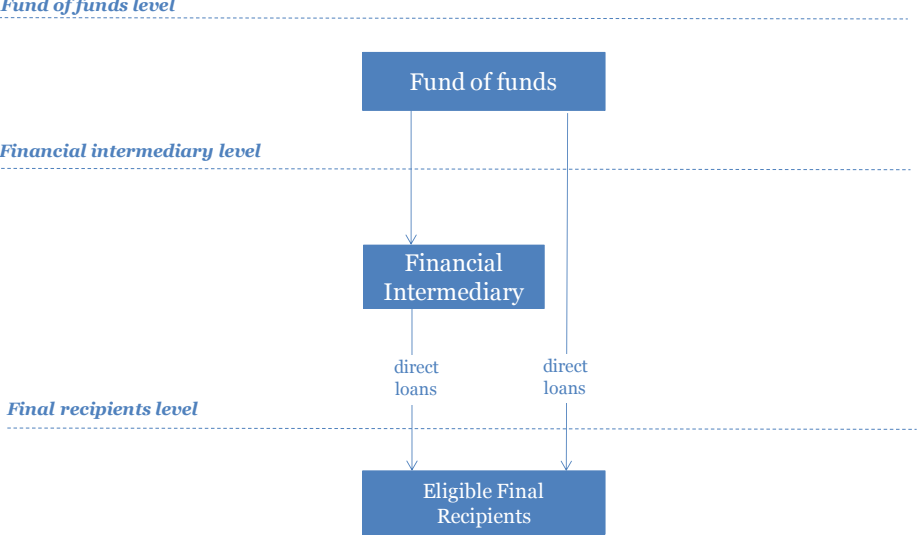 Fund of funds level
Fund of funds
Financial intermediary level
Financial
Intermediary
direct
loans
direct
loans
Final recipients level
Eligible Final
Recipients